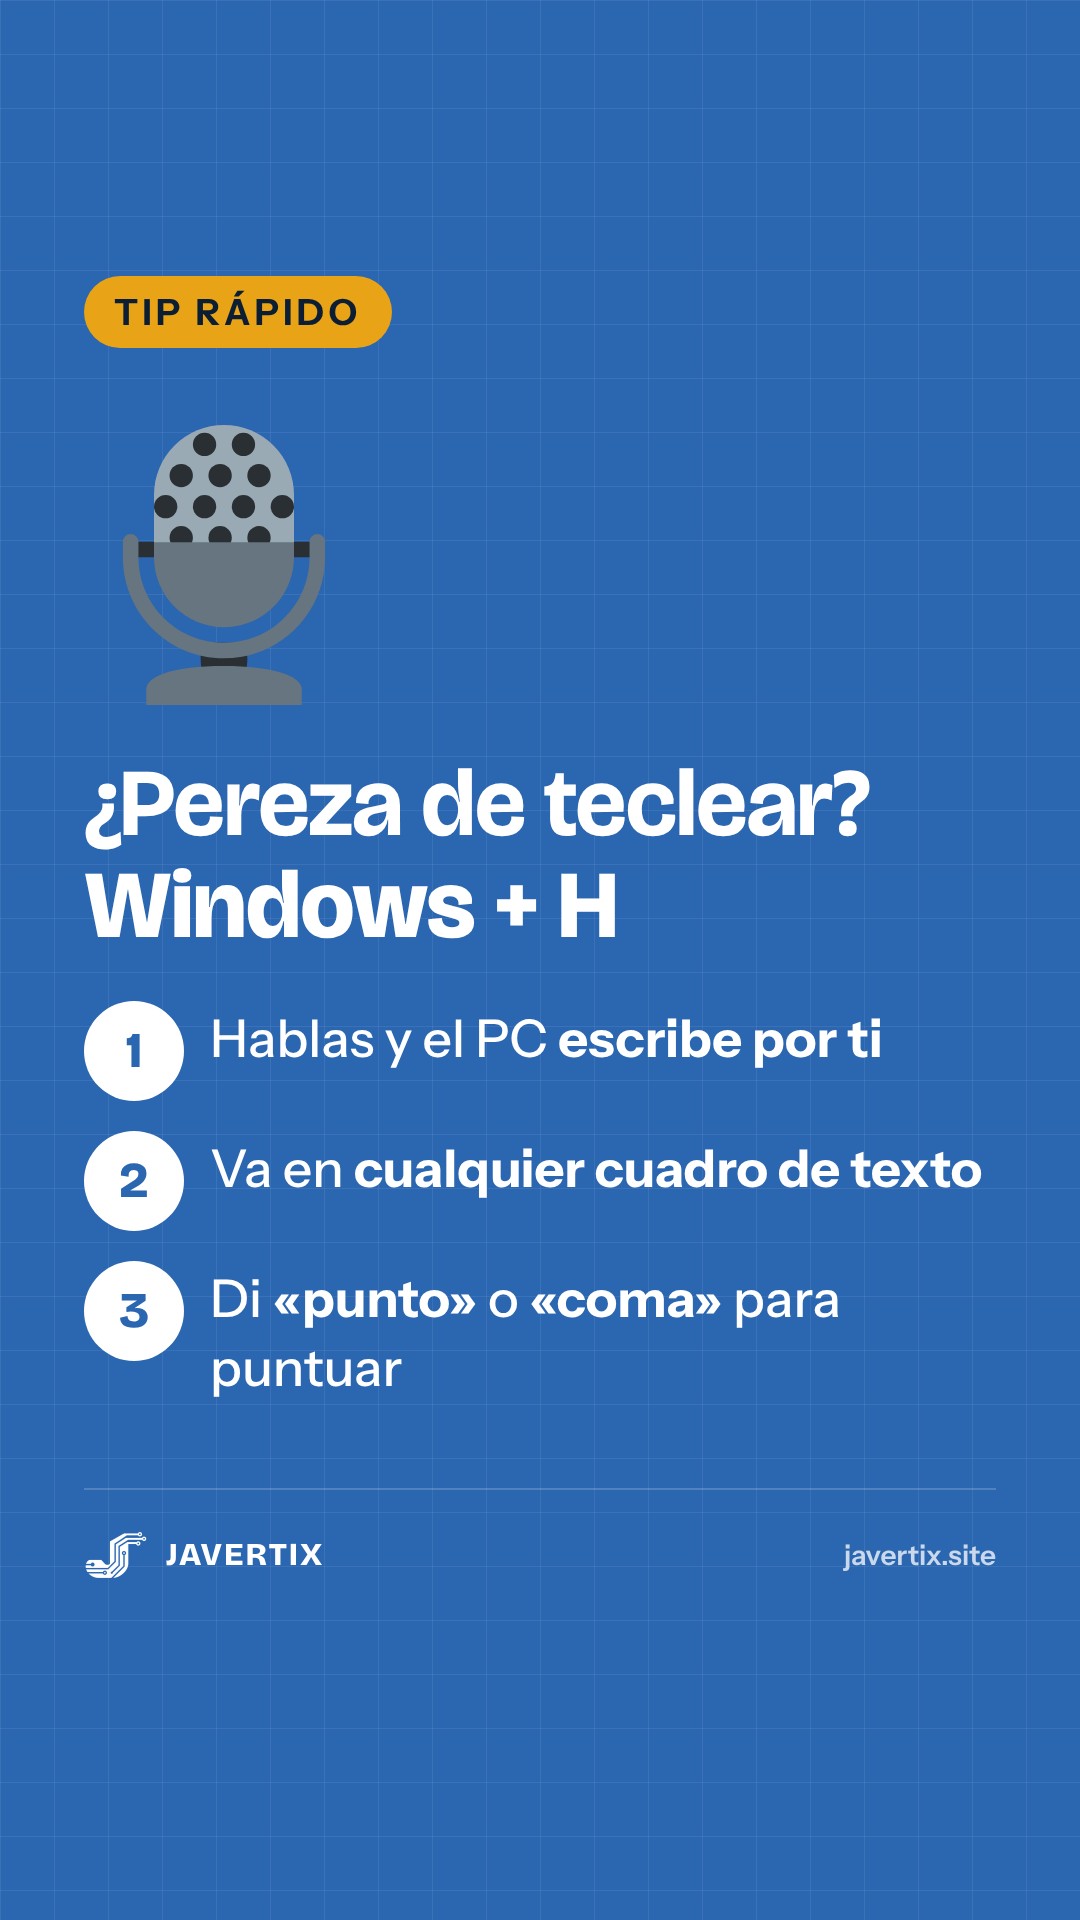 TIP RÁPIDO
¿Pereza de teclear?
Windows + H
1 Hablas y el PC escribe por ti
2 Va en cualquier cuadro de texto
3 Di «punto» o «coma» para
puntuar
JAVERTIX
javertix.site